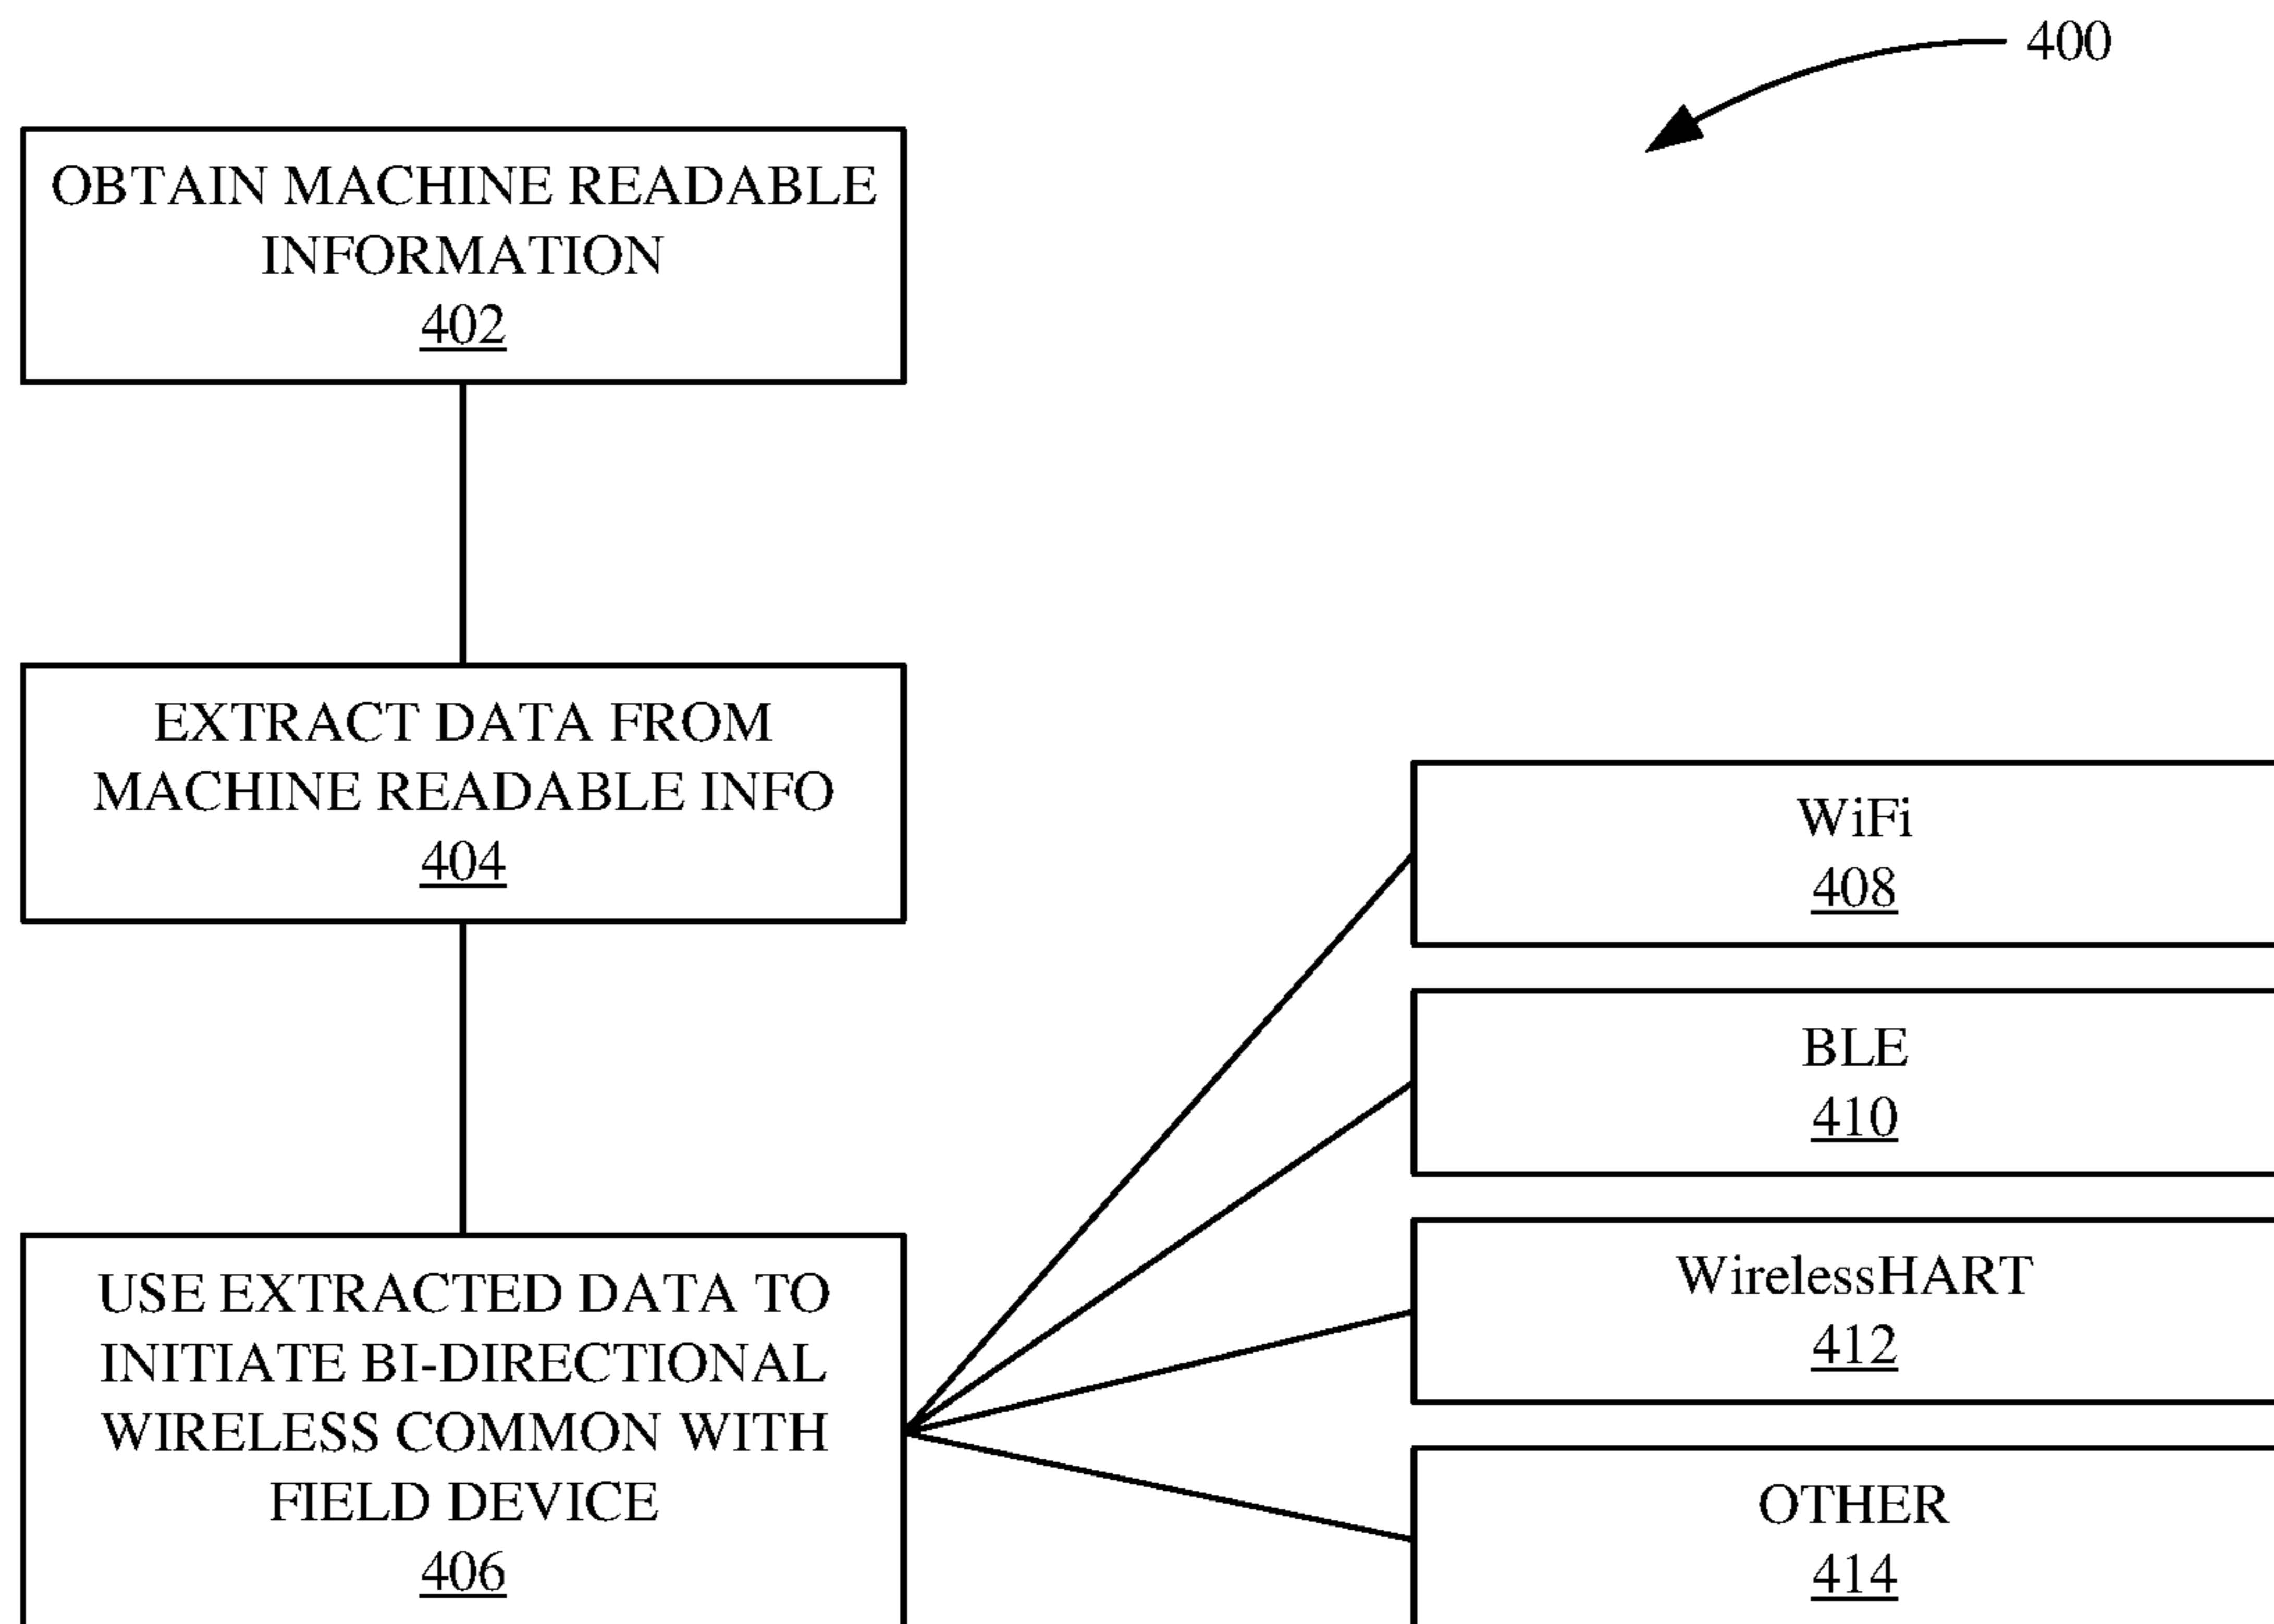 400
OBTAIN MACHINE READABLE
INFORMATION
402
EXTRACT DATA FROM
MACHINE READABLE INFO
404
USE EXTRACTED DATA TO
INITIATE BI-DIRECTIONAL
WIRELESS COMMON WITH
FIELD DEVICE
406
WiFi
408
BLE
410
WirelessHART
412
OTHER
414